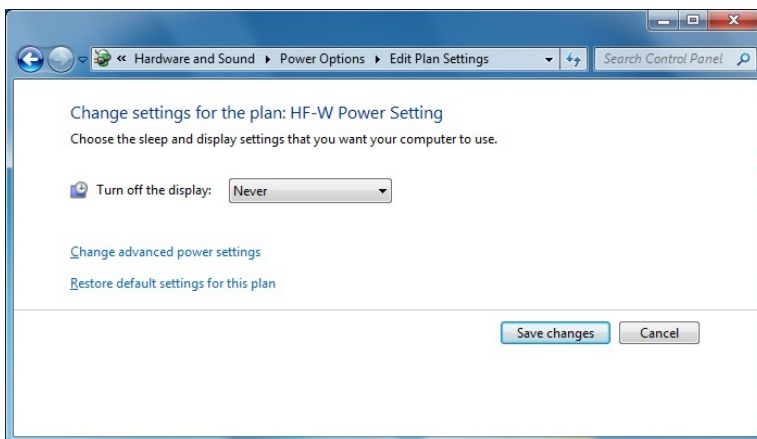 « Hardware and Sound ▸ Power Options ▸ Edit Plan Settings Search Control Panel
Change settings for the plan: HF-W Power Setting
Choose the sleep and display settings that you want your computer to use.
Turn off the display: Never
Change advanced power settings
Restore default settings for this plan
Save changes Cancel